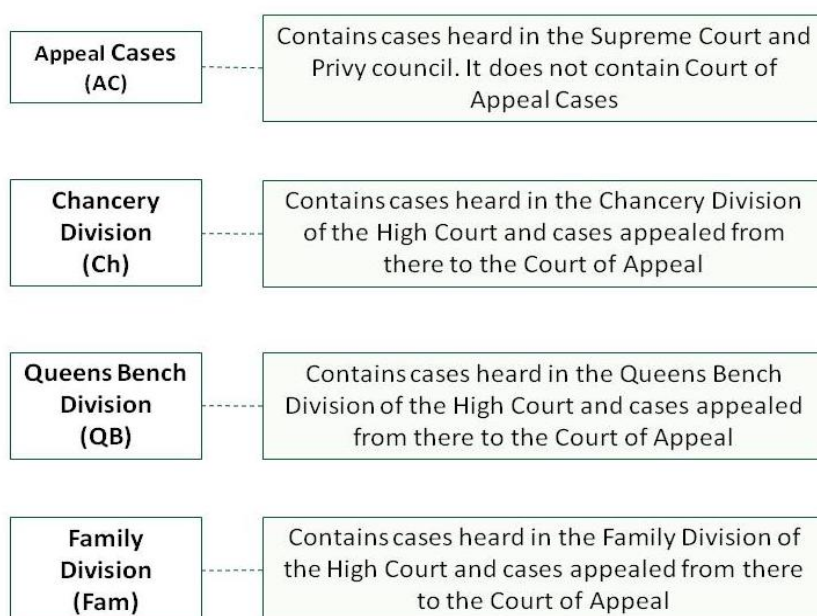 Appeal Cases
(AC)
Contains cases heard in the Supreme Court and
Privy council. It does not contain Court of
Appeal Cases
Chancery
Division
(Ch)
Contains cases heard in the Chancery Division
of the High Court and cases appealed from
there to the Court of Appeal
Queens Bench
Division
(QB)
Contains cases heard in the Queens Bench
Division of the High Court and cases appealed
from there to the Court of Appeal
Family
Division
(Fam)
Contains cases heard in the Family Division of
the High Court and cases appealed from there
to the Court of Appeal